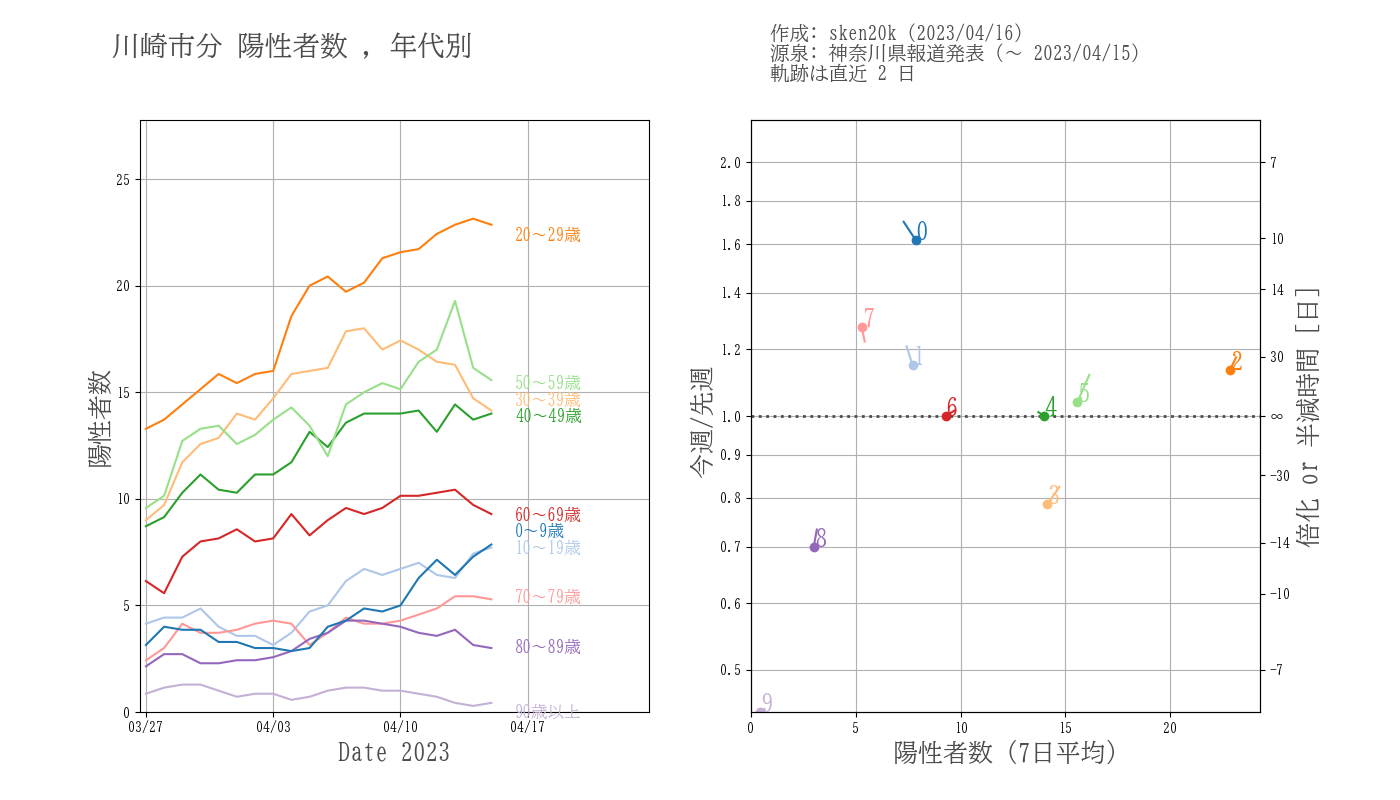 川崎市分 陽性者数 , 年代別
作成: sken20k (2023/04/16)
源泉: 神奈川県報道発表 (〜 2023/04/15)
軌跡は直近 2 日
陽性者数
25
20
15
10
5
0
03/27
04/03
04/10
04/17
Date 2023
20〜29歳
50〜59歳
30〜39歳
40〜49歳
60〜69歳
0〜9歳
10〜19歳
70〜79歳
80〜89歳
90歳以上
今週/先週
2.0
1.8
1.6
1.4
1.2
1.0
0.9
0.8
0.7
0.6
0.5
0
7
1
2
6
4
5
3
8
9
0
5
10
15
20
陽性者数 (7日平均)
7
10
14
30
∞
−30
−14
−10
−7
倍化 or 半減時間 [日]